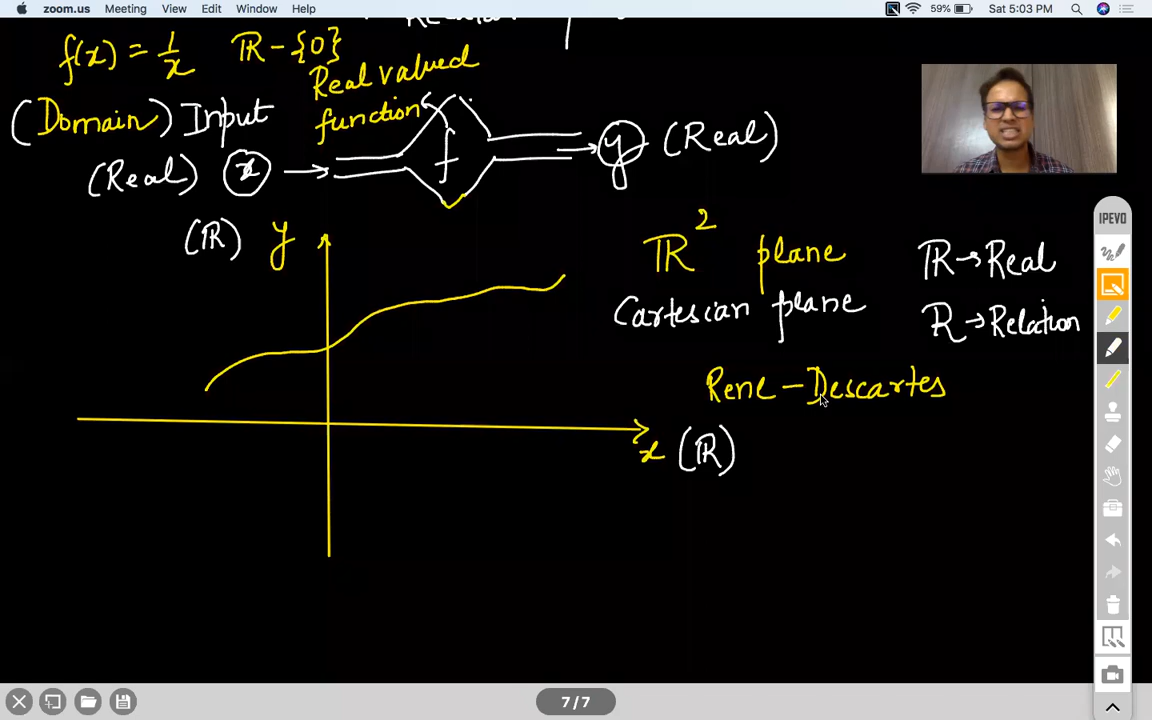 zoom.us Meeting View Edit Window Help 59% Sat 5:03 PM
f(x) = 1/x ℝ - {0}
Real valued
function
(Domain) Input
(Real) x → f → y (Real)
(ℝ) y
ℝ² plane
Cartesian plane
ℝ → Real
R → Relation
Rene - Descartes
x (ℝ)
IPEVO
7 / 7